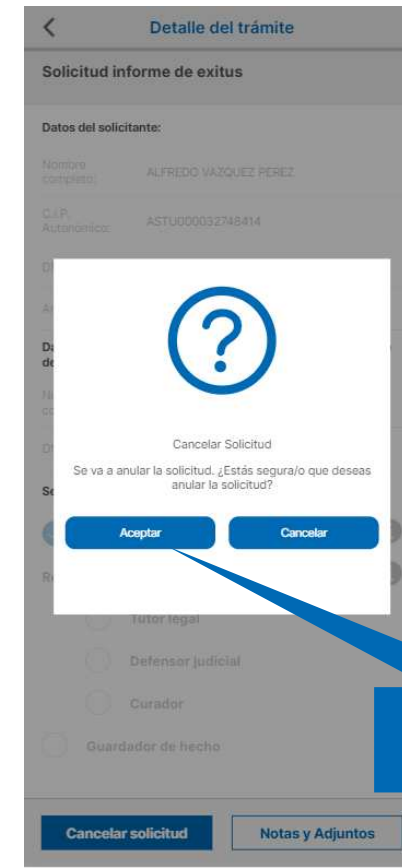 Detalle del trámite
Solicitud informe de exitus
Datos del solicitante:
Nombre
completo: ALFREDO VAZQUEZ PEREZ
C.I.P.
Autonómico: ASTU000032748414
Cancelar Solicitud
Se va a anular la solicitud. ¿Estás segura/o que deseas
anular la solicitud?
Aceptar Cancelar
Tutor legal
Defensor judicial
Curador
Guardador de hecho
Cancelar solicitud Notas y Adjuntos